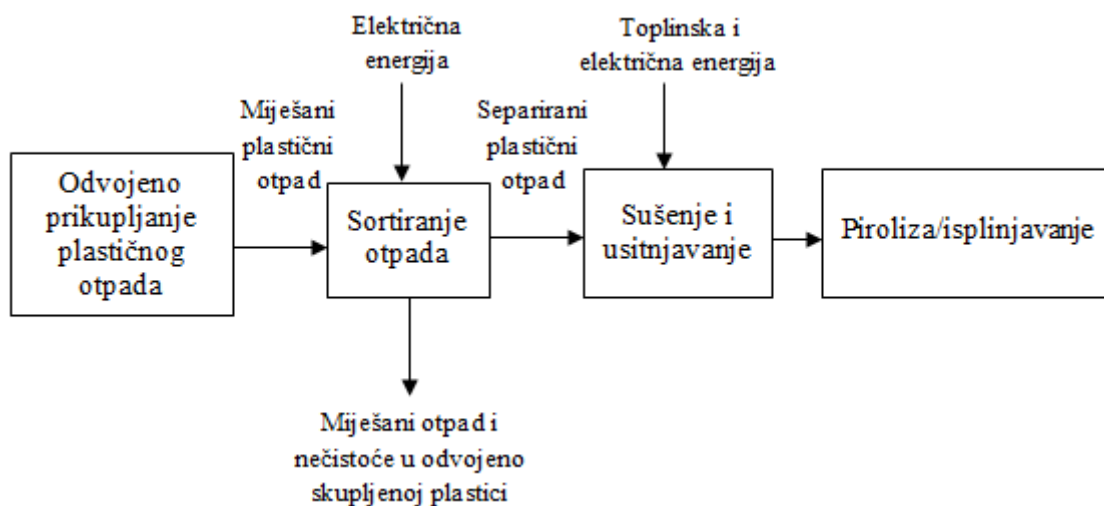 Električna
energija
Toplinska i
električna energija
Miješani
plastični
otpad
Separirani
plastični
otpad
Odvojeno
prikupljanje
plastičnog
otpada
Sortiranje
otpada
Sušenje i
usitnjavanje
Piroliza/isplinjavanje
Miješani otpad i
nečistoće u odvojeno
skupljenoj plastici